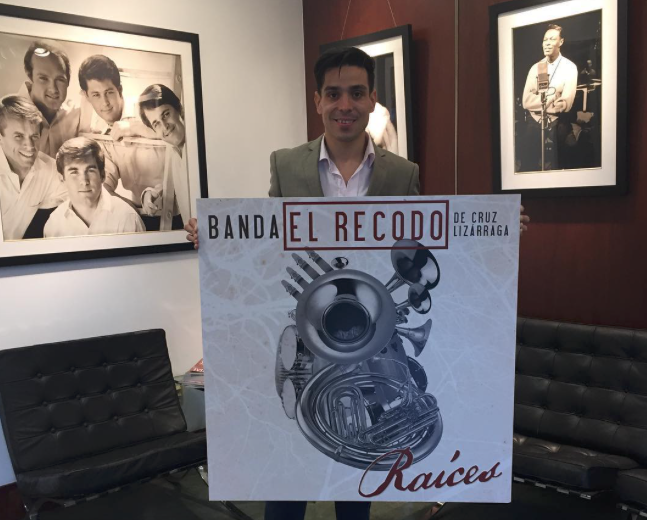 BANDA EL RECODO DE CRUZ
LIZÁRRAGA
Raíces